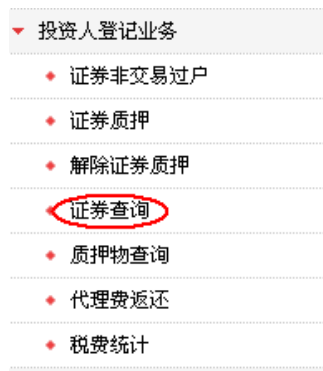 投资人登记业务
证券非交易过户
证券质押
解除证券质押
证券查询
质押物查询
代理费返还
税费统计